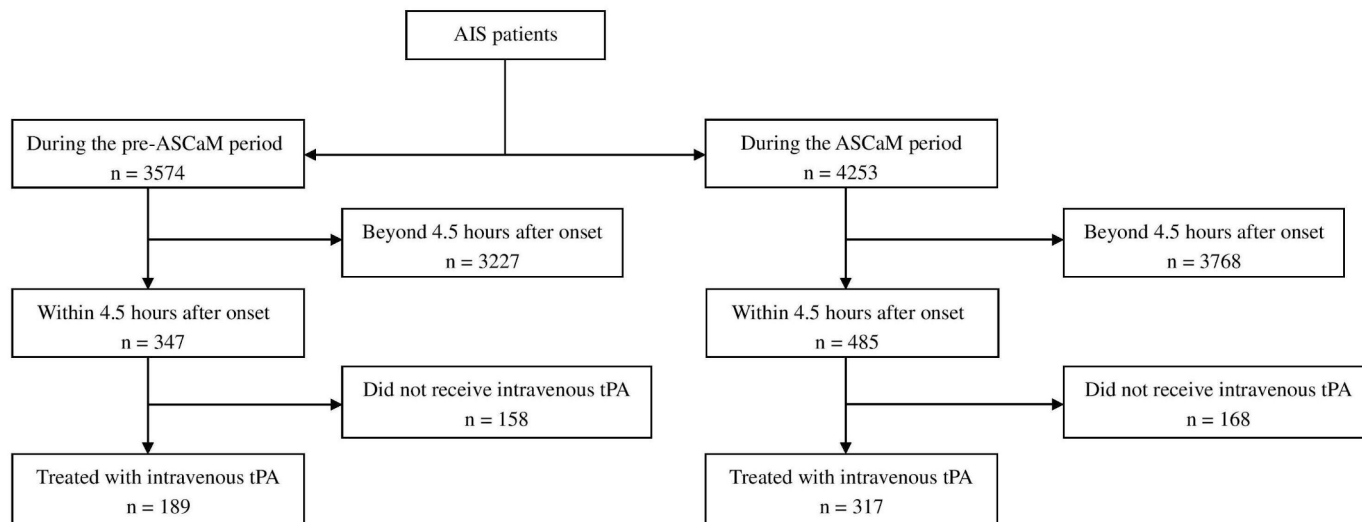 AIS patients
During the pre-ASCaM period
n = 3574
During the ASCaM period
n = 4253
Beyond 4.5 hours after onset
n = 3227
Beyond 4.5 hours after onset
n = 3768
Within 4.5 hours after onset
n = 347
Within 4.5 hours after onset
n = 485
Did not receive intravenous tPA
n = 158
Did not receive intravenous tPA
n = 168
Treated with intravenous tPA
n = 189
Treated with intravenous tPA
n = 317